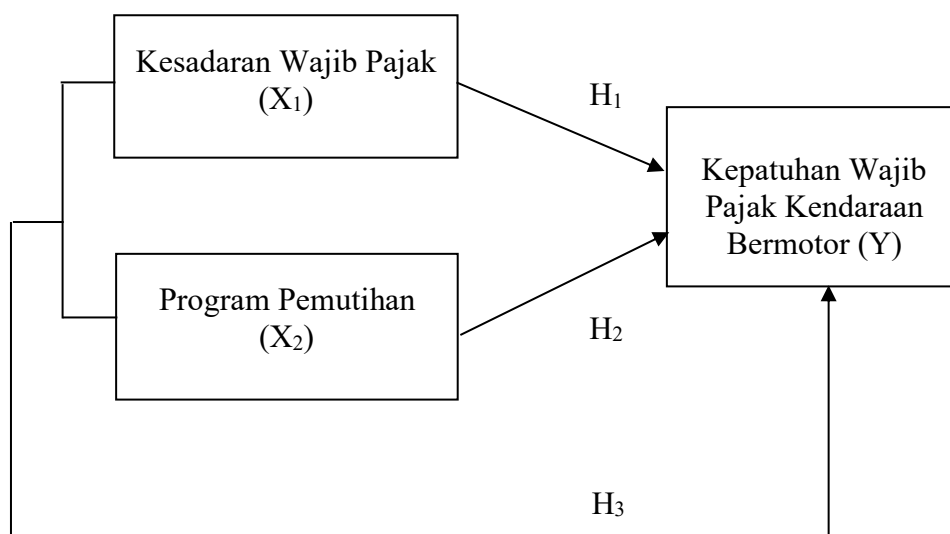 Kesadaran Wajib Pajak
(X₁)
H₁
Kepatuhan Wajib
Pajak Kendaraan
Bermotor (Y)
Program Pemutihan
(X₂)
H₂
H₃